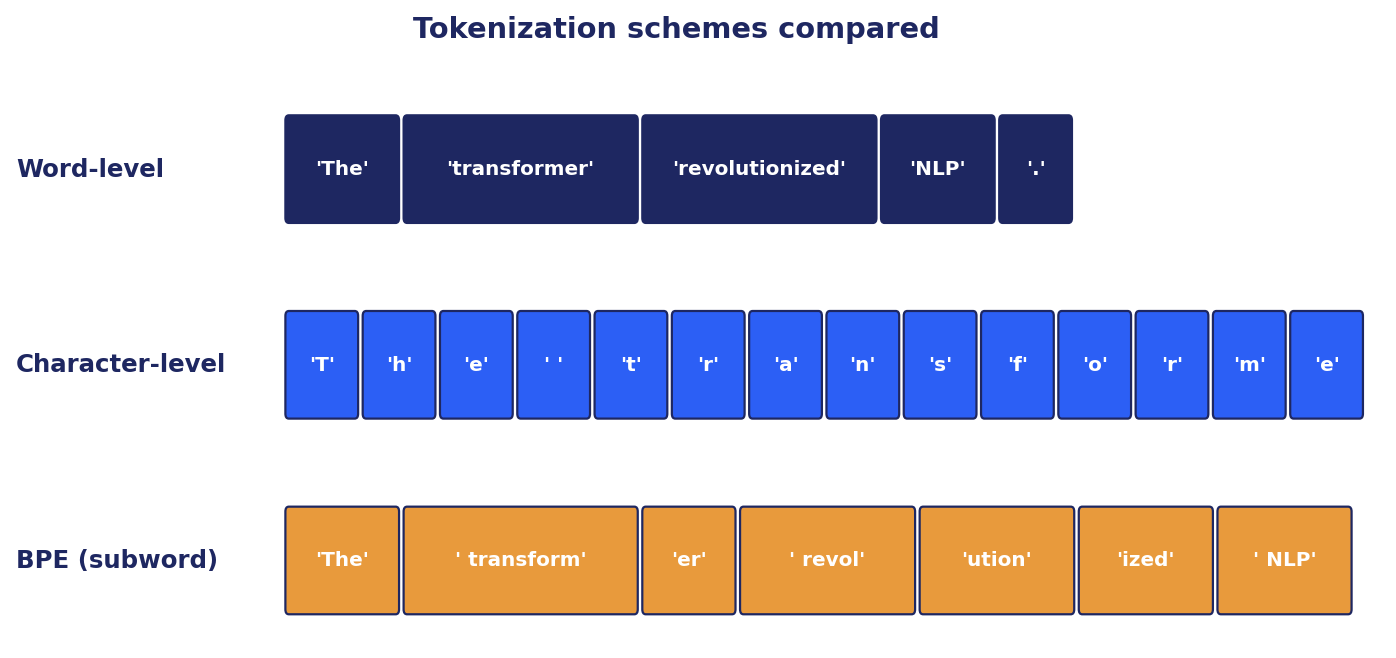 Tokenization schemes compared
Word-level 'The' 'transformer' 'revolutionized' 'NLP' '.'
Character-level 'T' 'h' 'e' ' ' 't' 'r' 'a' 'n' 's' 'f' 'o' 'r' 'm' 'e'
BPE (subword) 'The' ' transform' 'er' ' revol' 'ution' 'ized' ' NLP'